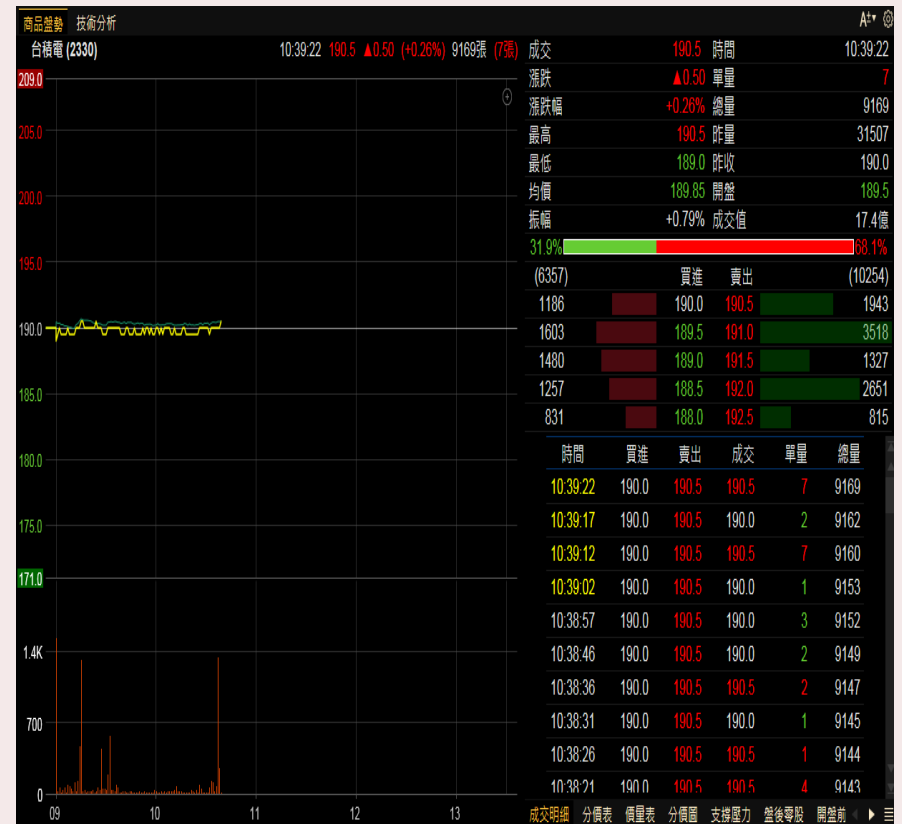 商品盤勢 技術分析 A±▾
台積電 (2330) 10:39:22 190.5 ▲0.50 (+0.26%) 9169張 (7張)
209.0
205.0
200.0
195.0
190.0
185.0
180.0
175.0
171.0
1.4K
700
0
09 10 11 12 13
成交 190.5 時間 10:39:22
漲跌 ▲0.50 單量 7
漲跌幅 +0.26% 總量 9169
最高 190.5 昨量 31507
最低 189.0 昨收 190.0
均價 189.85 開盤 189.5
振幅 +0.79% 成交值 17.4億
31.9% 68.1%
(6357) 買進 賣出 (10254)
1186 190.0 190.5 1943
1603 189.5 191.0 3518
1480 189.0 191.5 1327
1257 188.5 192.0 2651
831 188.0 192.5 815
時間 買進 賣出 成交 單量 總量
10:39:22 190.0 190.5 190.5 7 9169
10:39:17 190.0 190.5 190.0 2 9162
10:39:12 190.0 190.5 190.5 7 9160
10:39:02 190.0 190.5 190.0 1 9153
10:38:57 190.0 190.5 190.0 3 9152
10:38:46 190.0 190.5 190.0 2 9149
10:38:36 190.0 190.5 190.5 2 9147
10:38:31 190.0 190.5 190.0 1 9145
10:38:26 190.0 190.5 190.5 1 9144
10:38:21 190.0 190.5 190.5 4 9143
成交明細 分價表 價量表 分價圖 支撐壓力 盤後零股 開盤前